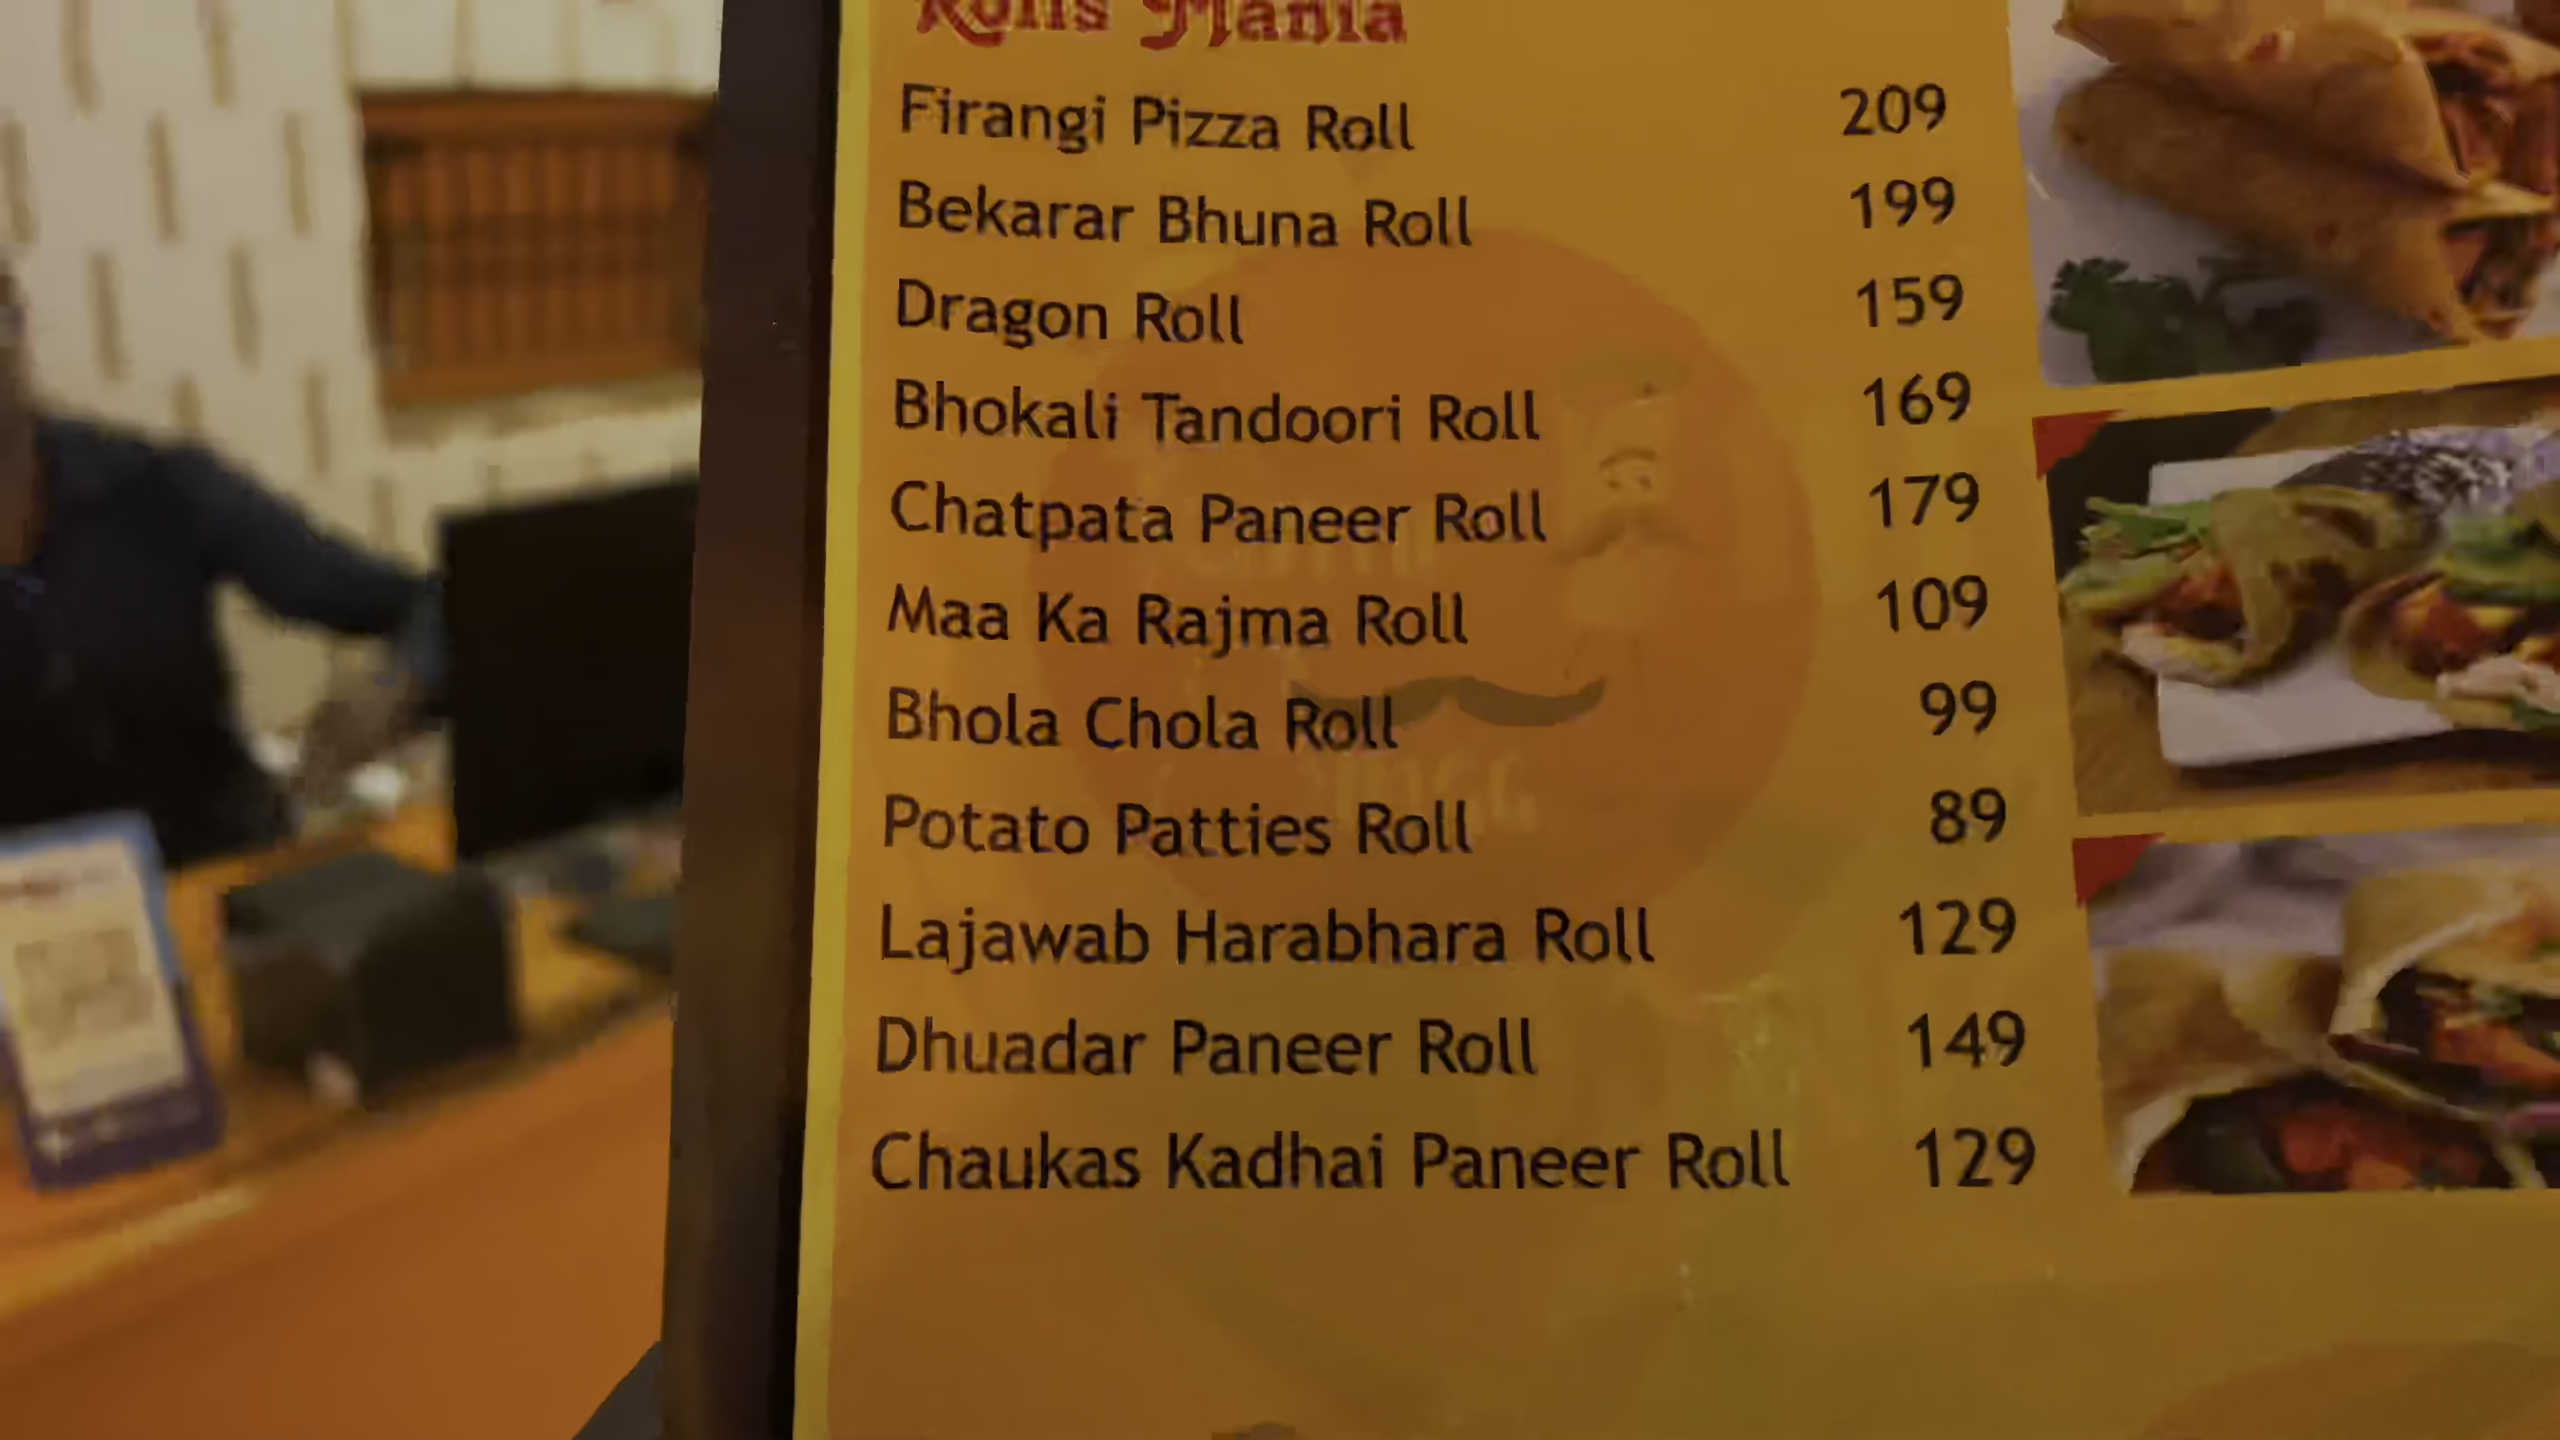 Rolls Mania
Firangi Pizza Roll 209
Bekarar Bhuna Roll 199
Dragon Roll 159
Bhokali Tandoori Roll 169
Chatpata Paneer Roll 179
Maa Ka Rajma Roll 109
Bhola Chola Roll 99
Potato Patties Roll 89
Lajawab Harabhara Roll 129
Dhuadar Paneer Roll 149
Chaukas Kadhai Paneer Roll 129